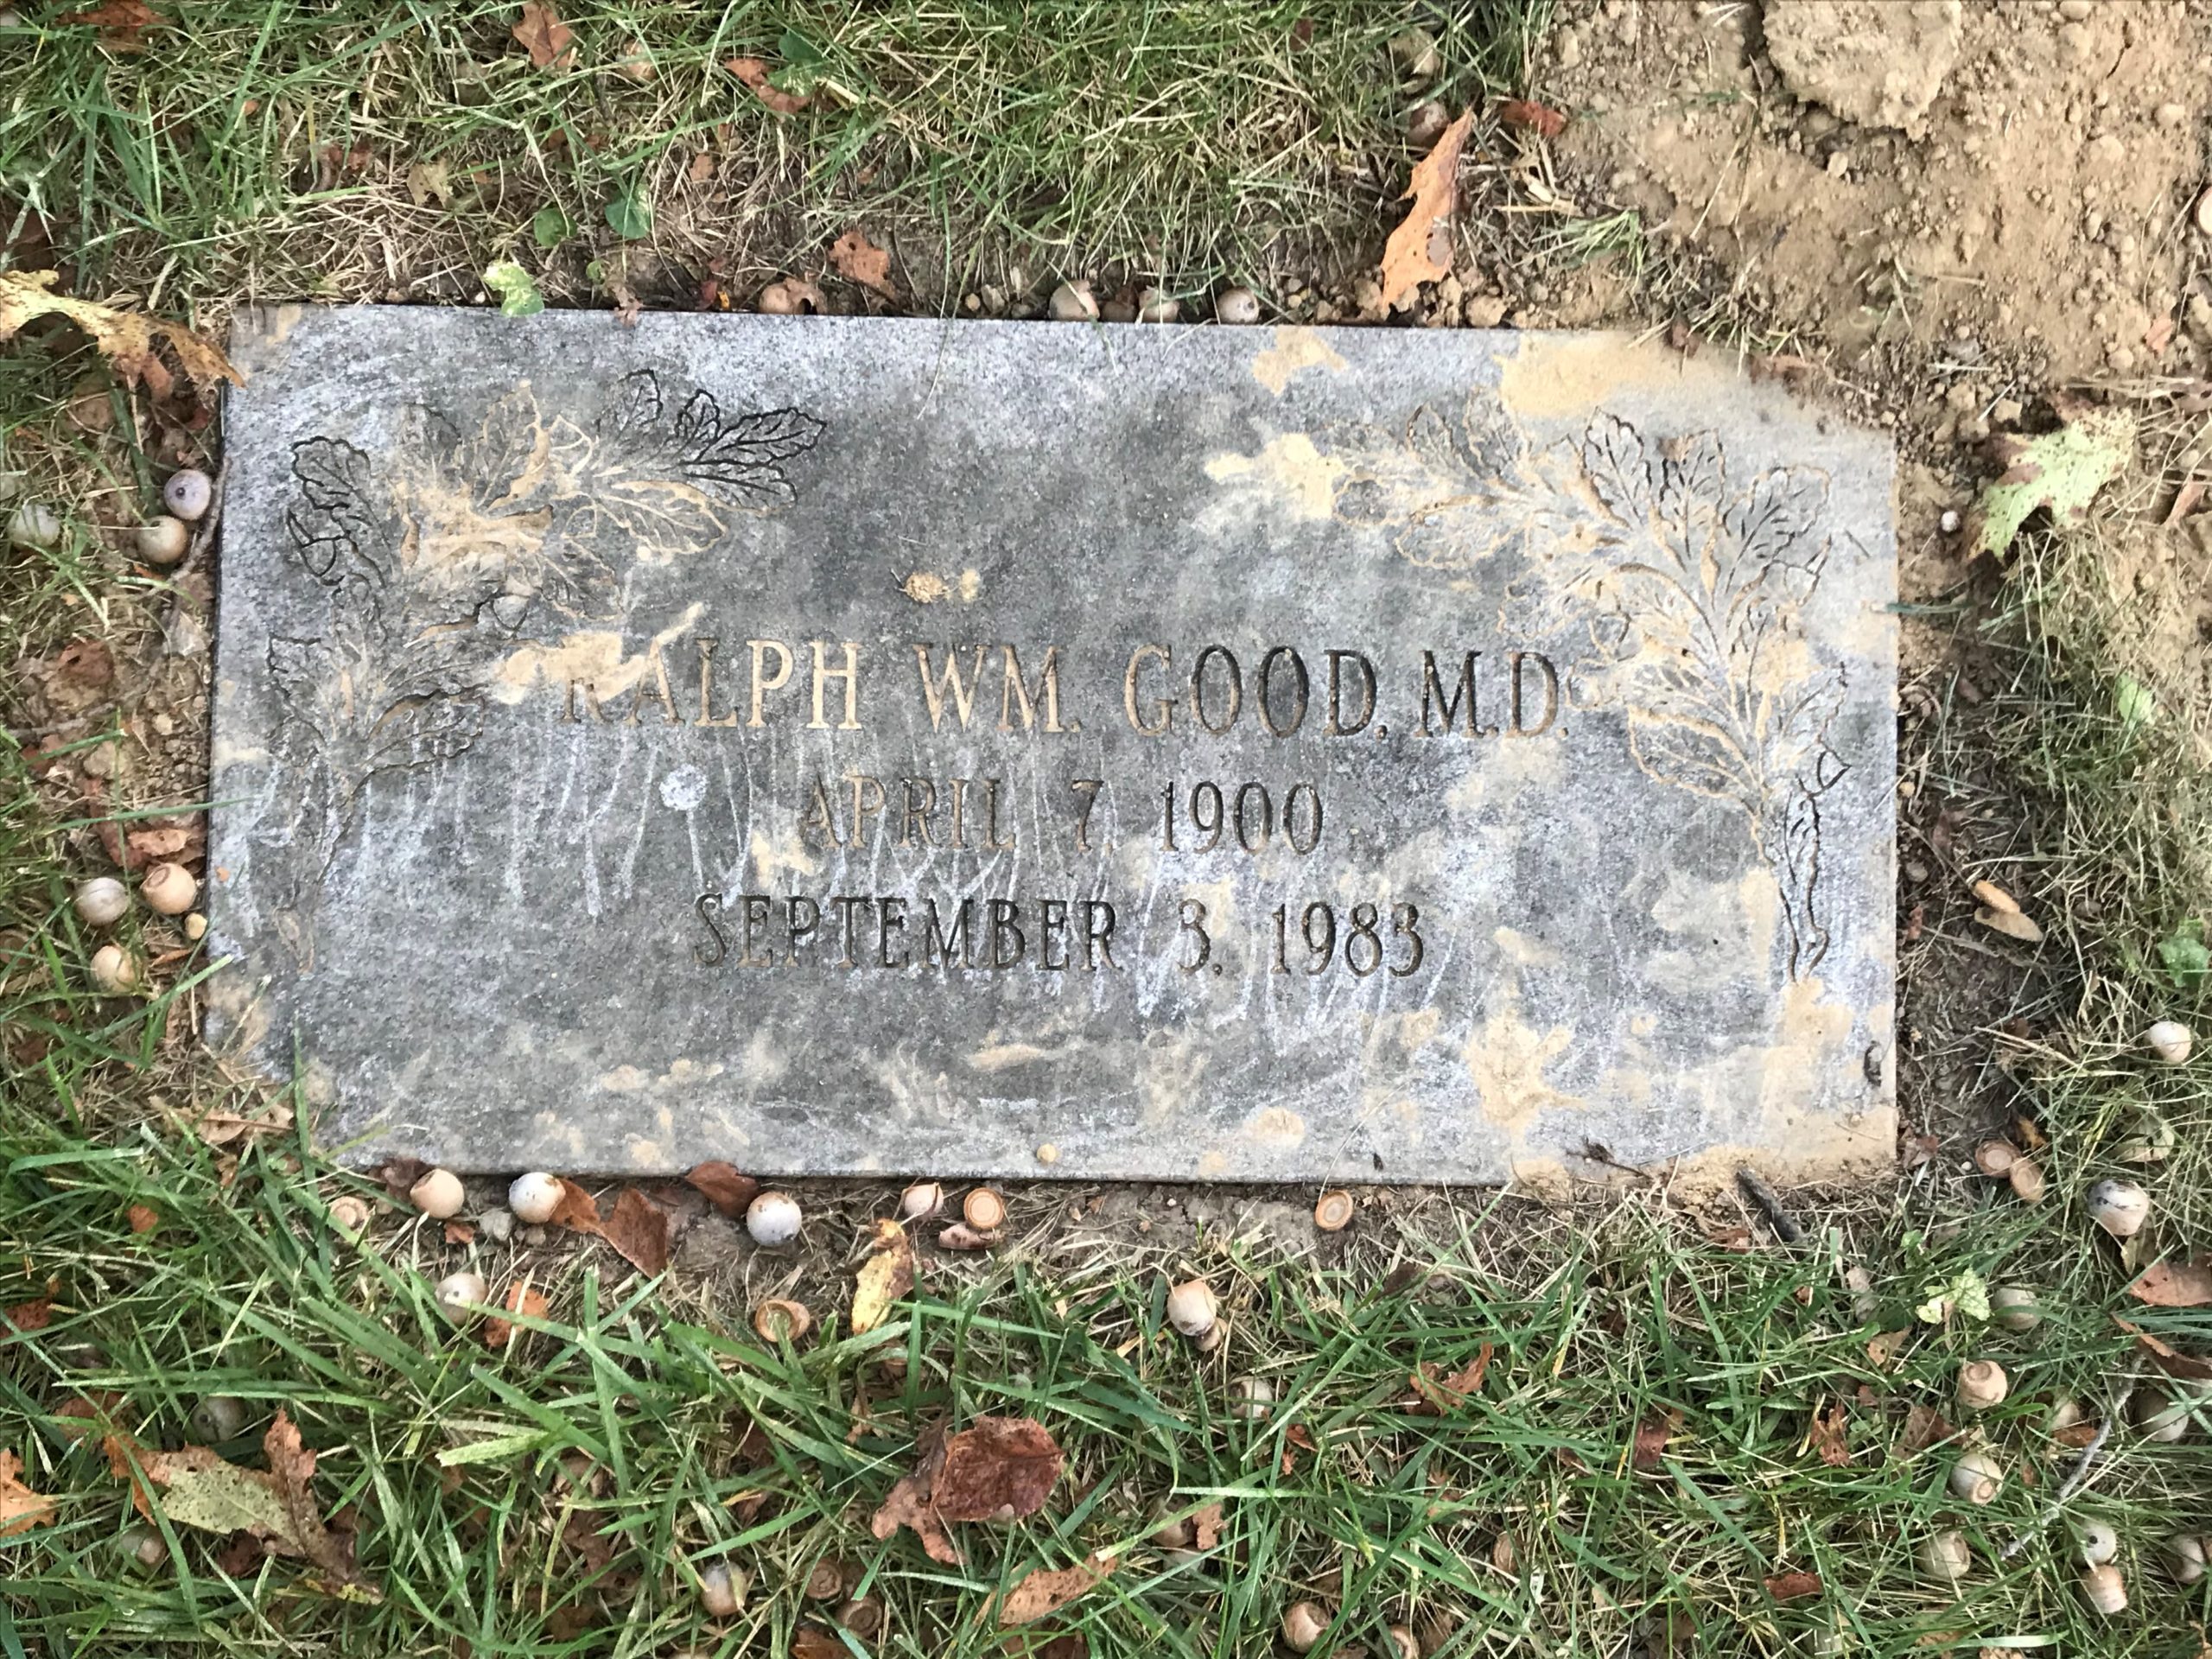 RALPH WM. GOOD, M.D.
APRIL 7, 1900
SEPTEMBER 3, 1983